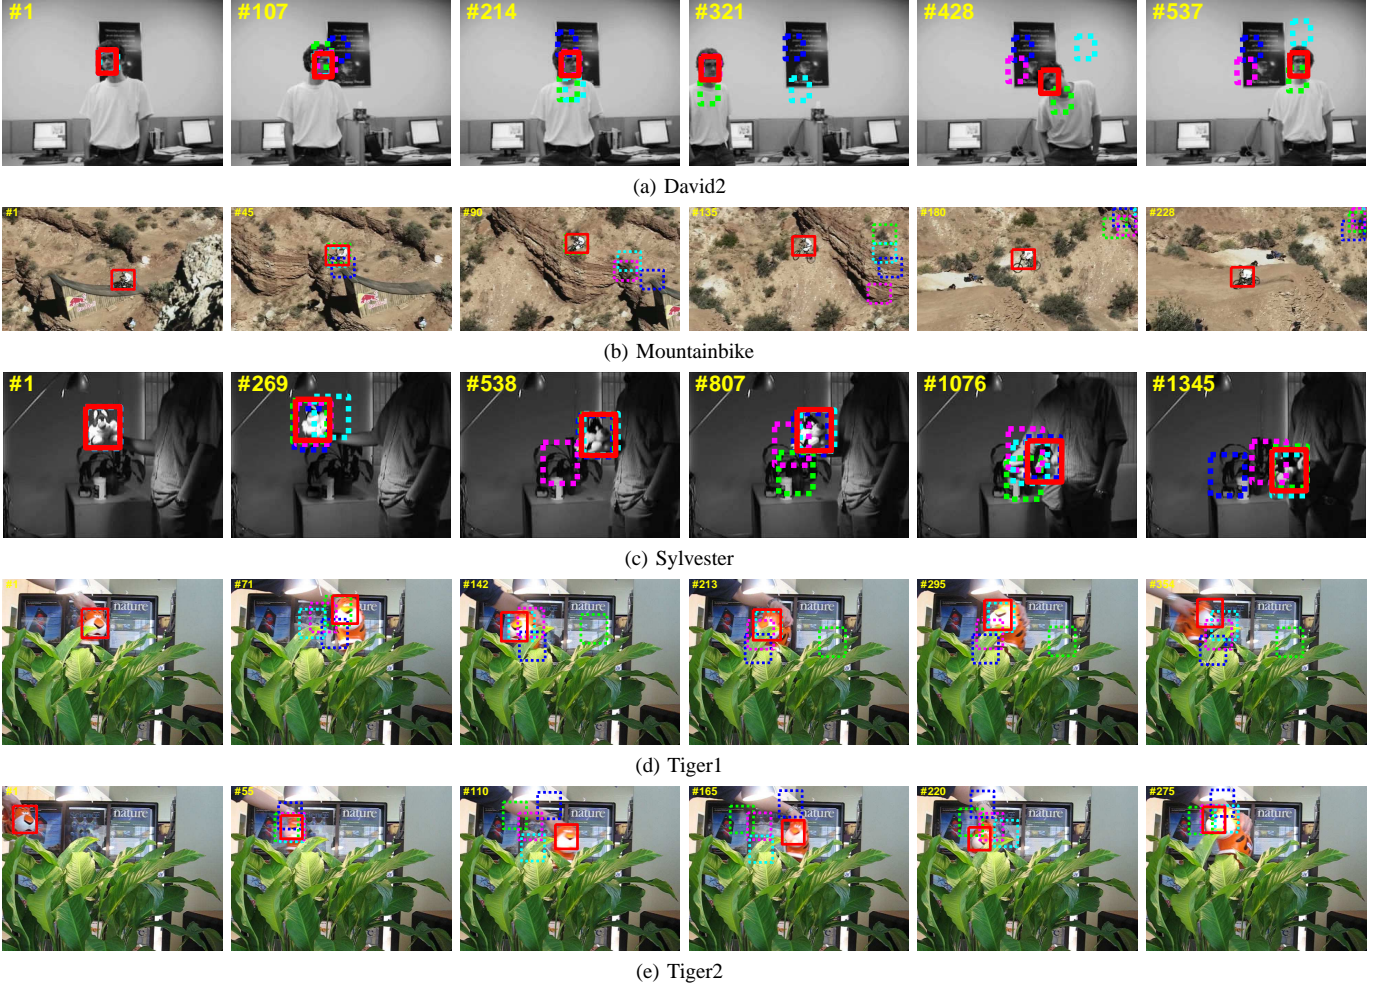 #1 #107 #214 #321 #428 #537
(a) David2
#1 #45 #90 #135 #180 #228
(b) Mountainbike
#1 #269 #538 #807 #1076 #1345
(c) Sylvester
#71 #142 #213 #295
nature nature nature nature nature nature
(d) Tiger1
#55 #110 #165 #220 #275
nature nature nature nature nature nature
(e) Tiger2